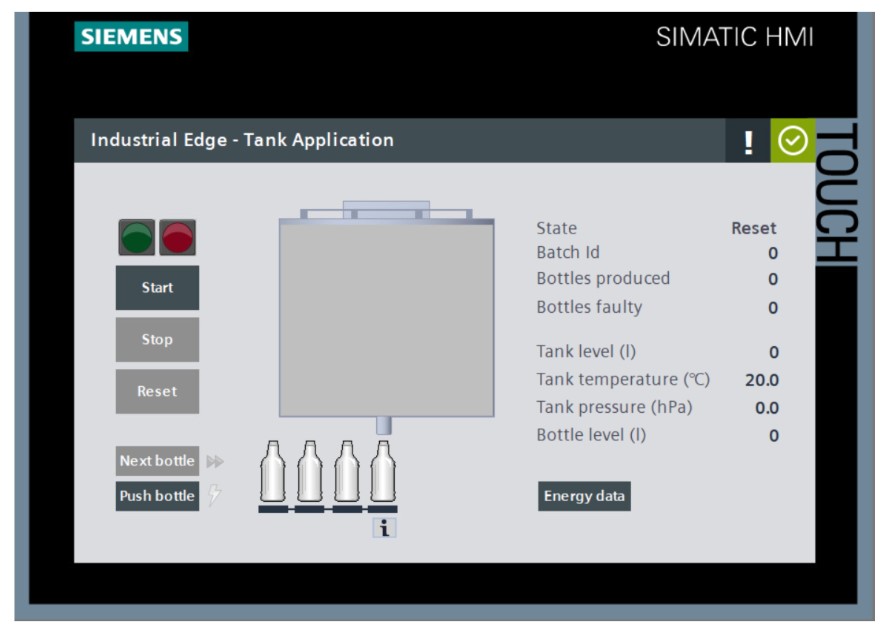 SIEMENS
SIMATIC HMI
TOUCH
Industrial Edge - Tank Application
!
Start
Stop
Reset
Next bottle
Push bottle
i
State Reset
Batch Id 0
Bottles produced 0
Bottles faulty 0
Tank level (l) 0
Tank temperature (°C) 20.0
Tank pressure (hPa) 0.0
Bottle level (l) 0
Energy data